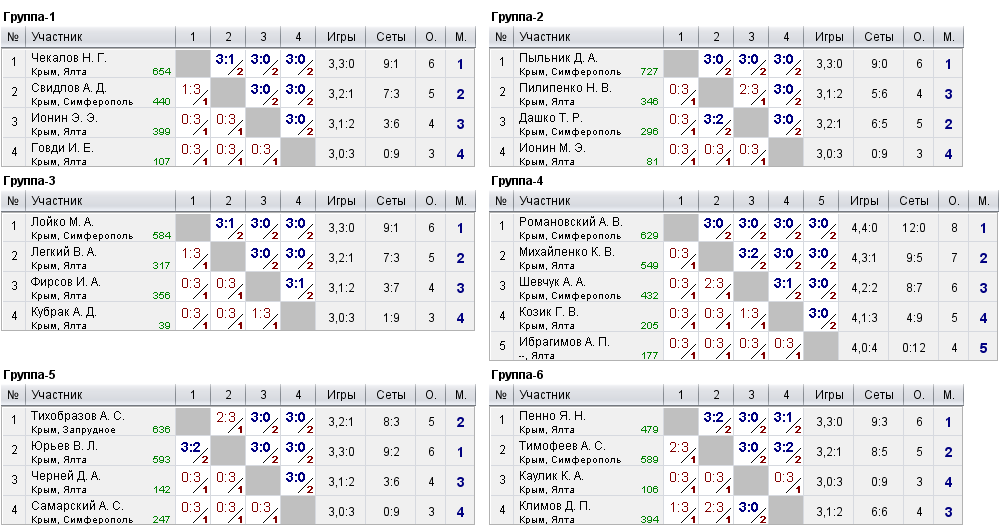 Группа-1
№ Участник 1 2 3 4 Игры Сеты О. М.
1 Чекалов Н. Г. 3:1/2 3:0/2 3:0/2 3,3:0 9:1 6 1
Крым, Ялта 654
2 Свидлов А. Д. 1:3/1 3:0/2 3:0/2 3,2:1 7:3 5 2
Крым, Симферополь 440
3 Ионин Э. Э. 0:3/1 0:3/1 3:0/2 3,1:2 3:6 4 3
Крым, Ялта 399
4 Говди И. Е. 0:3/1 0:3/1 0:3/1 3,0:3 0:9 3 4
Крым, Ялта 107
Группа-2
№ Участник 1 2 3 4 Игры Сеты О. М.
1 Пыльник Д. А. 3:0/2 3:0/2 3:0/2 3,3:0 9:0 6 1
Крым, Ялта 727
2 Пилипенко Н. В. 0:3/1 2:3/1 3:0/2 3,1:2 5:6 4 3
Крым, Ялта 346
3 Дашко Т. Р. 0:3/1 3:2/2 3:0/2 3,2:1 6:5 5 2
Крым, Симферополь 296
4 Ионин М. Э. 0:3/1 0:3/1 0:3/1 3,0:3 0:9 3 4
Крым, Ялта 81
Группа-3
№ Участник 1 2 3 4 Игры Сеты О. М.
1 Лойко М. А. 3:1/2 3:0/2 3:0/2 3,3:0 9:1 6 1
Крым, Симферополь 584
2 Легкий В. А. 1:3/1 3:0/2 3:0/2 3,2:1 7:3 5 2
Крым, Ялта 317
3 Фирсов И. А. 0:3/1 0:3/1 3:1/2 3,1:2 3:7 4 3
Крым, Ялта 356
4 Кубрак А. Д. 0:3/1 0:3/1 1:3/1 3,0:3 1:9 3 4
Крым, Ялта 39
Группа-4
№ Участник 1 2 3 4 5 Игры Сеты О. М.
1 Романовский А. В. 3:0/2 3:0/2 3:0/2 3:0/2 4,4:0 12:0 8 1
Крым, Ялта 629
2 Михайленко К. В. 0:3/1 3:2/2 3:0/2 3:0/2 4,3:1 9:5 7 2
Крым, Ялта 549
3 Шевчук А. А. 0:3/1 2:3/1 3:1/2 3:0/2 4,2:2 8:7 6 3
Крым, Симферополь 432
4 Козик Г. В. 0:3/1 0:3/1 1:3/1 3:0/2 4,1:3 4:9 5 4
Крым, Ялта 205
5 Ибрагимов А. П. 0:3/1 0:3/1 0:3/1 0:3/1 4,0:4 0:12 4 5
--, Ялта 177
Группа-5
№ Участник 1 2 3 4 Игры Сеты О. М.
1 Тихобразов А. С. 2:3/1 3:0/2 3:0/2 3,2:1 8:3 5 2
Крым, Запрудное 636
2 Юрьев В. Л. 3:2/2 3:0/2 3:0/2 3,3:0 9:2 6 1
Крым, Ялта 593
3 Черней Д. А. 0:3/1 0:3/1 3:0/2 3,1:2 3:6 4 3
Крым, Ялта 142
4 Самарский А. С. 0:3/1 0:3/1 0:3/1 3,0:3 0:9 3 4
Крым, Симферополь 247
Группа-6
№ Участник 1 2 3 4 Игры Сеты О. М.
1 Пенно Я. Н. 3:2/2 3:0/2 3:1/2 3,3:0 9:3 6 1
Крым, Ялта 479
2 Тимофеев А. С. 2:3/1 3:0/2 3:2/2 3,2:1 8:5 5 2
Крым, Симферополь 589
3 Каулик К. А. 0:3/1 0:3/1 0:3/1 3,0:3 0:9 3 4
Крым, Ялта 106
4 Климов Д. П. 1:3/1 2:3/1 3:0/2 3,1:2 6:6 4 3
Крым, Ялта 394